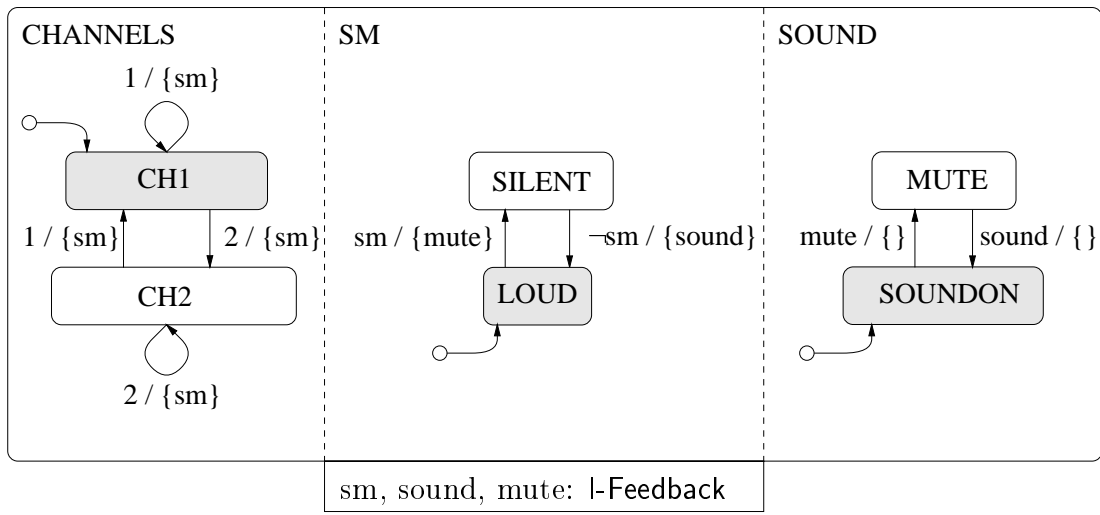 CHANNELS
SM
SOUND
1 / {sm}
CH1
SILENT
MUTE
1 / {sm}
2 / {sm}
sm / {mute}
¬sm / {sound}
mute / {}
sound / {}
CH2
LOUD
SOUNDON
2 / {sm}
sm, sound, mute: I-Feedback